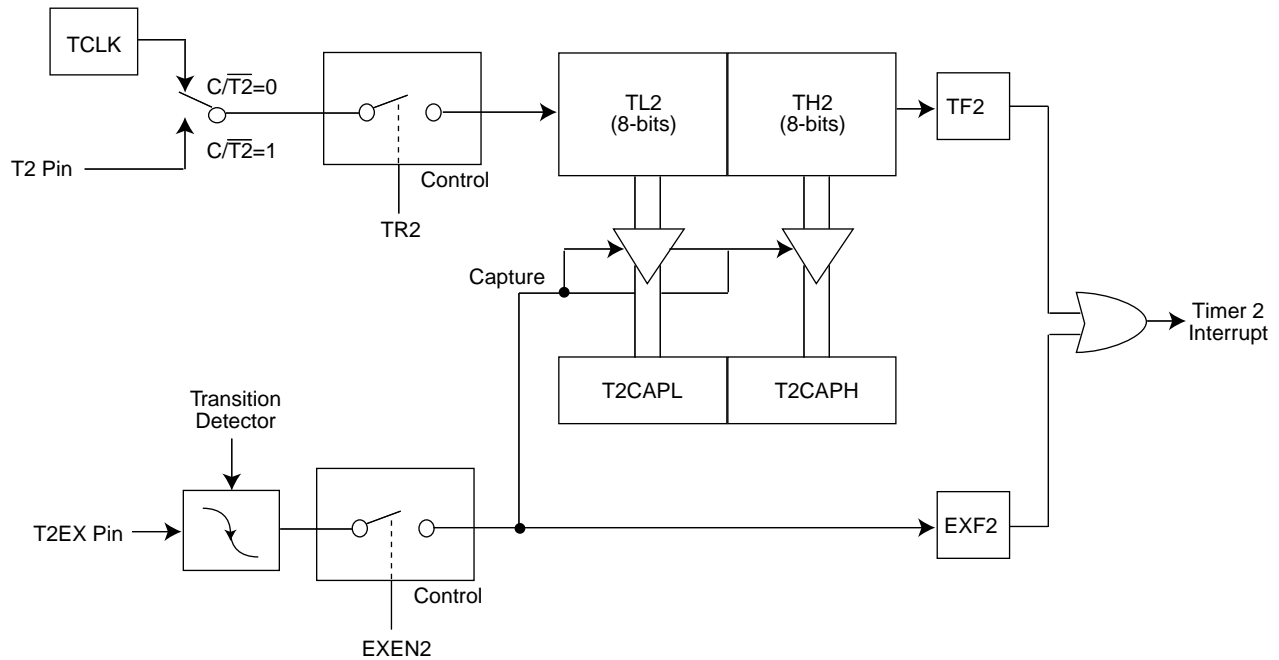 TCLK
C/T2=0
C/T2=1
T2 Pin
Control
TR2
TL2
(8-bits)
TH2
(8-bits)
TF2
Capture
Timer 2
Interrupt
T2CAPL
T2CAPH
Transition
Detector
T2EX Pin
Control
EXEN2
EXF2